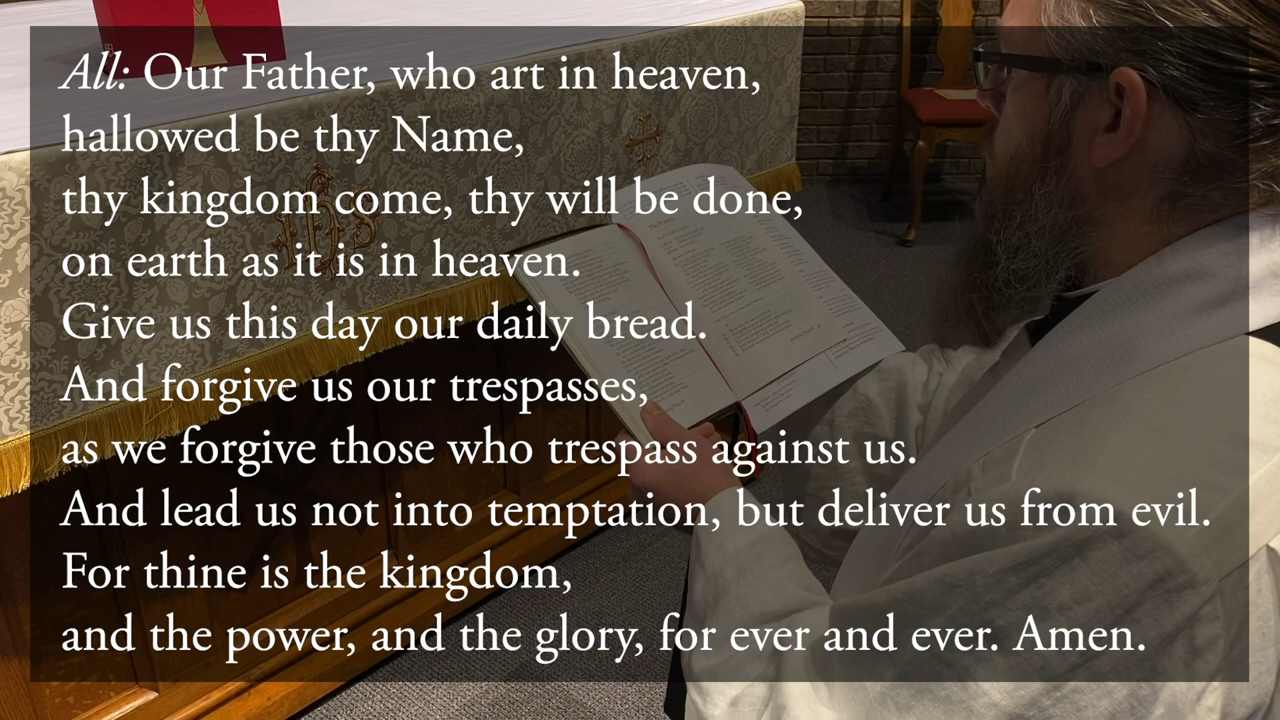 All: Our Father, who art in heaven,
hallowed be thy Name,
thy kingdom come, thy will be done,
on earth as it is in heaven.
Give us this day our daily bread.
And forgive us our trespasses,
as we forgive those who trespass against us.
And lead us not into temptation, but deliver us from evil.
For thine is the kingdom,
and the power, and the glory, for ever and ever. Amen.